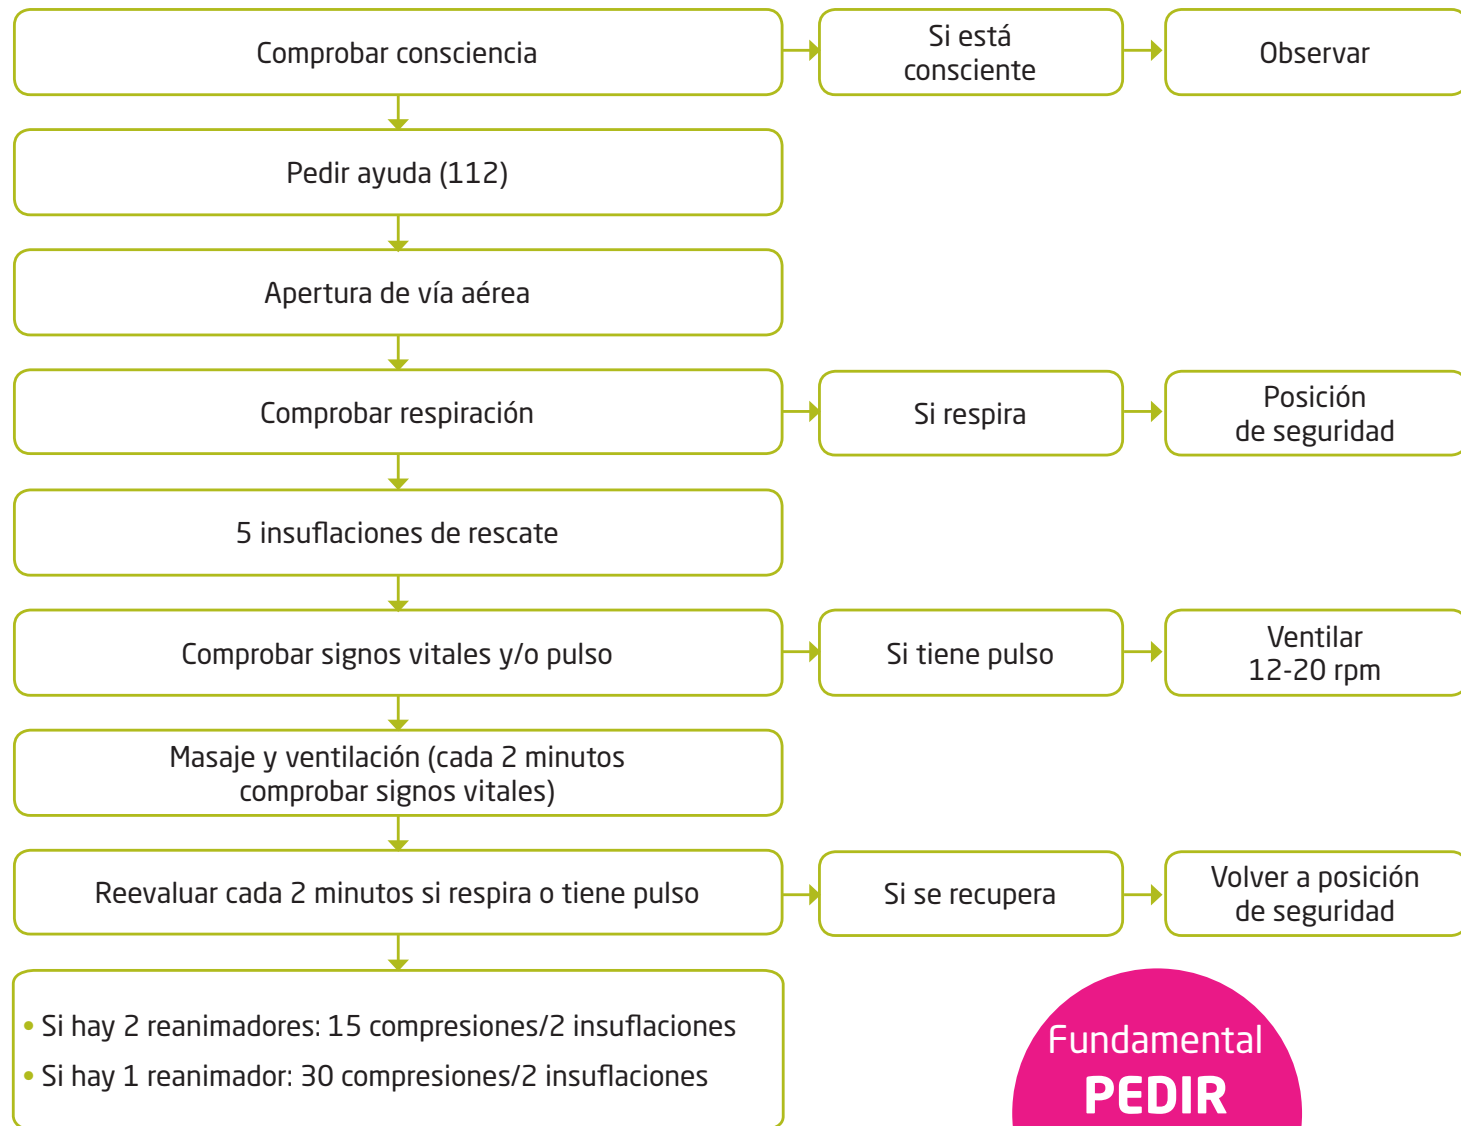 Comprobar consciencia
Si está
consciente
Observar
Pedir ayuda (112)
Apertura de vía aérea
Comprobar respiración
Si respira
Posición
de seguridad
5 insuflaciones de rescate
Comprobar signos vitales y/o pulso
Si tiene pulso
Ventilar
12-20 rpm
Masaje y ventilación (cada 2 minutos
comprobar signos vitales)
Reevaluar cada 2 minutos si respira o tiene pulso
Si se recupera
Volver a posición
de seguridad
• Si hay 2 reanimadores: 15 compresiones/2 insuflaciones
• Si hay 1 reanimador: 30 compresiones/2 insuflaciones
Fundamental
PEDIR